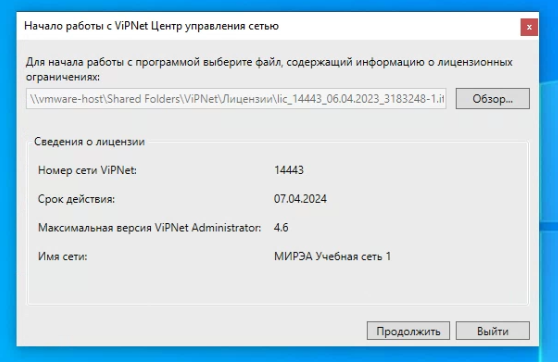 Начало работы с ViPNet Центр управления сетью
x
Для начала работы с программой выберите файл, содержащий информацию о лицензионных
ограничениях:
\\vmware-host\Shared Folders\ViPNet\Лицензии\lic_14443_06.04.2023_3183248-1.it
Обзор...
Сведения о лицензии
Номер сети ViPNet: 14443
Срок действия: 07.04.2024
Максимальная версия ViPNet Administrator: 4.6
Имя сети: МИРЭА Учебная сеть 1
Продолжить Выйти